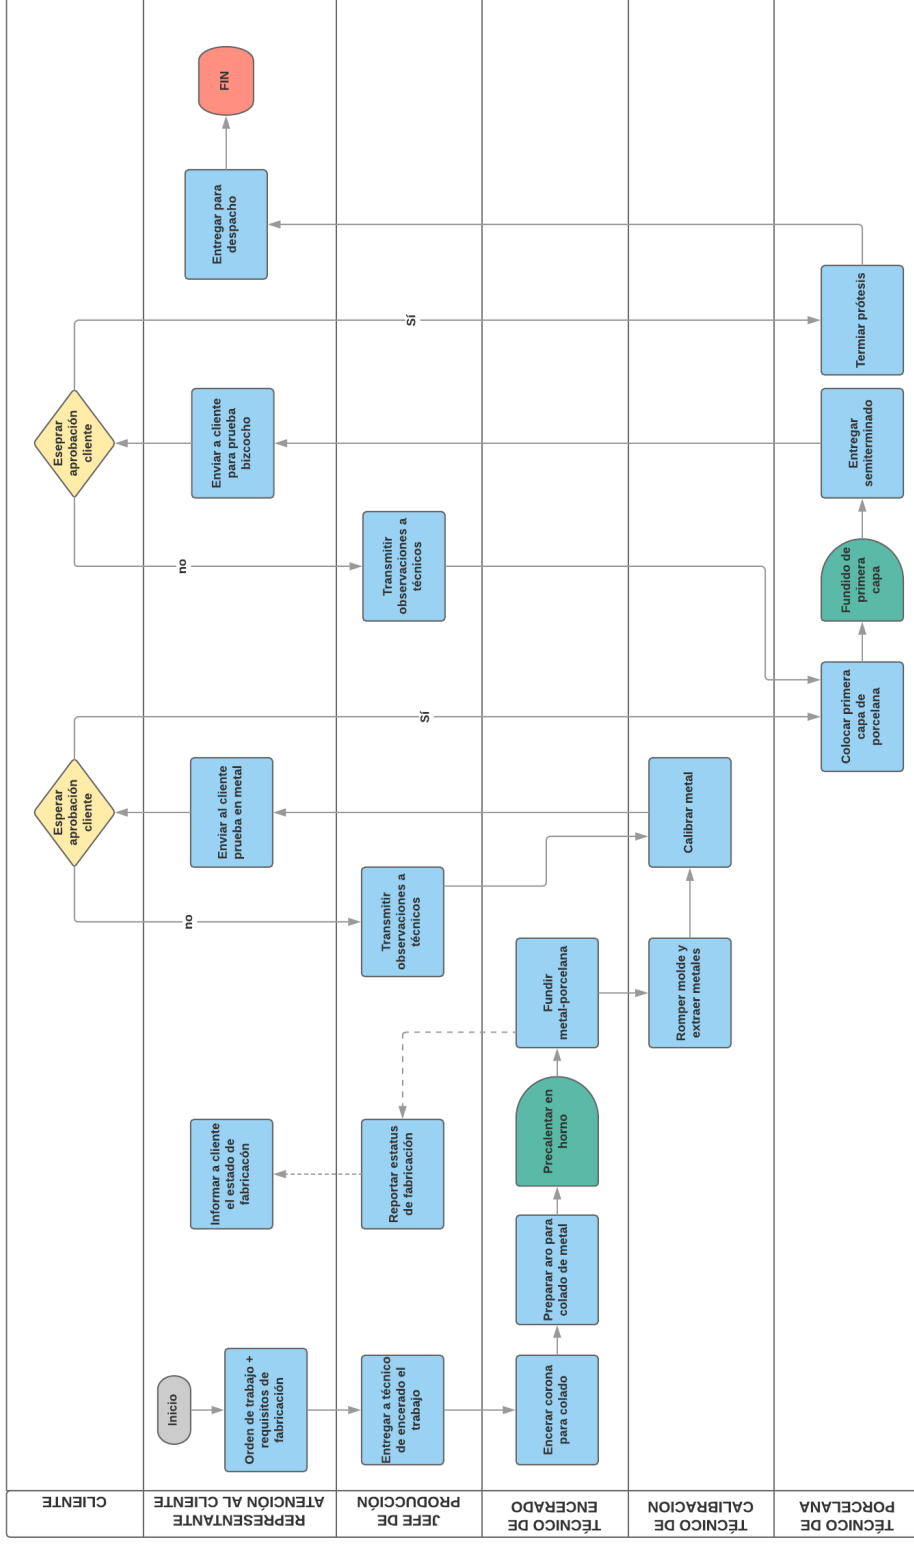 CLIENTE
REPRESENTANTE
ATENCIÓN AL CLIENTE
JEFE DE
PRODUCCIÓN
TÉCNICO DE
ENCERADO
TÉCNICO DE
CALIBRACION
TÉCNICO DE
PORCELANA
Inicio
Orden de trabajo +
requisitos de
fabricación
Entregar a técnico
de encerado el
trabajo
Encerar corona
para colado
Preparar aro para
colado de metal
Precalentar en
horno
Fundir
metal-porcelana
Reportar estatus
de fabricación
Informar a cliente
el estado de
fabricacón
Romper molde y
extraer metales
Calibrar metal
Enviar al cliente
prueba en metal
Esperar
aprobación
cliente
no
Transmitir
observaciones a
técnicos
Sí
Colocar primera
capa de
porcelana
Fundido de
primera
capa
Entregar
semiterminado
Enviar a cliente
para prueba
bizcocho
Eseprar
aprobación
cliente
no
Transmitir
observaciones a
técnicos
Sí
Termiar prótesis
Entregar para
despacho
FIN